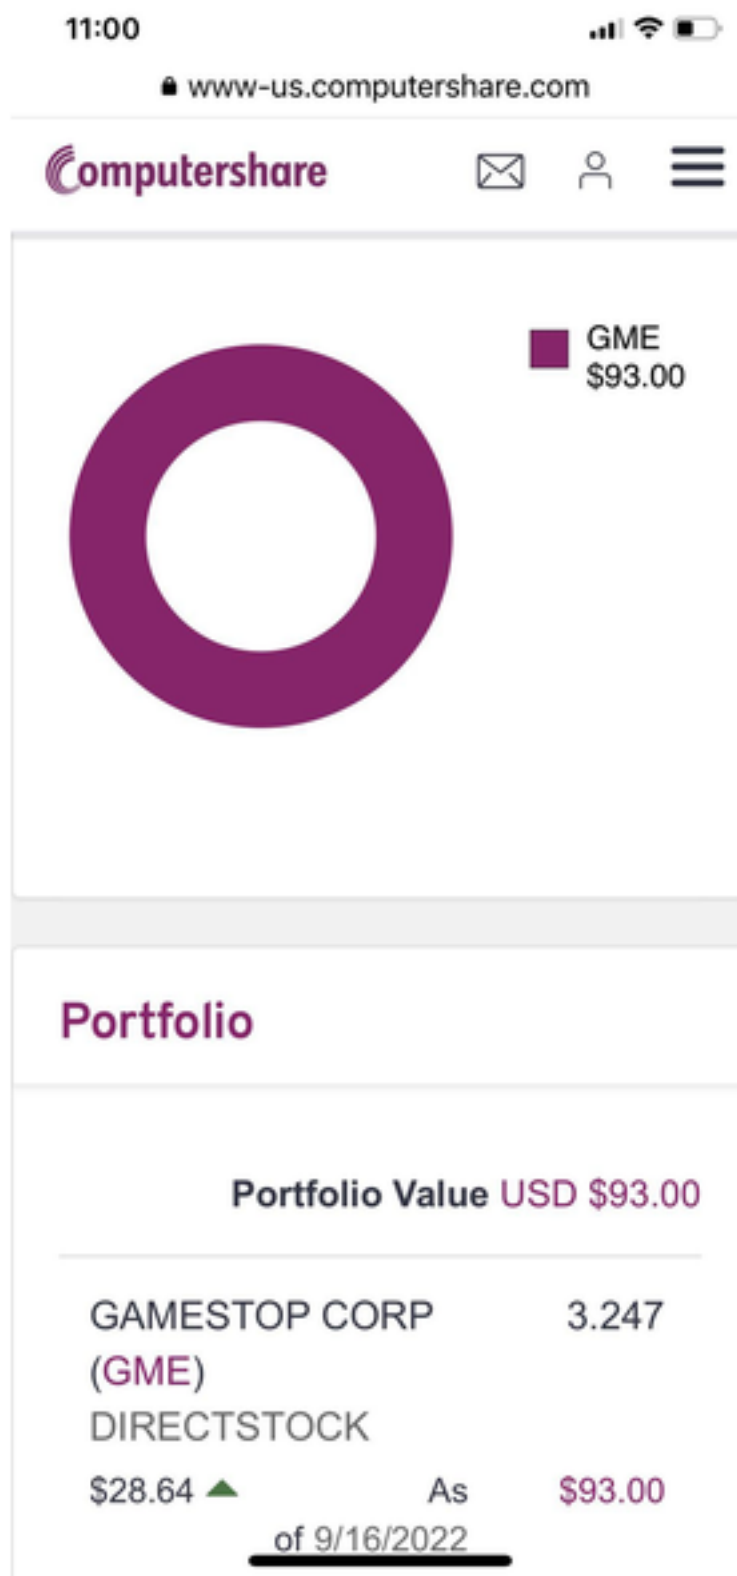 11:00
www-us.computershare.com
Computershare
GME
$93.00
Portfolio
Portfolio Value USD $93.00
GAMESTOP CORP 3.247
(GME)
DIRECTSTOCK
$28.64 As $93.00
of 9/16/2022